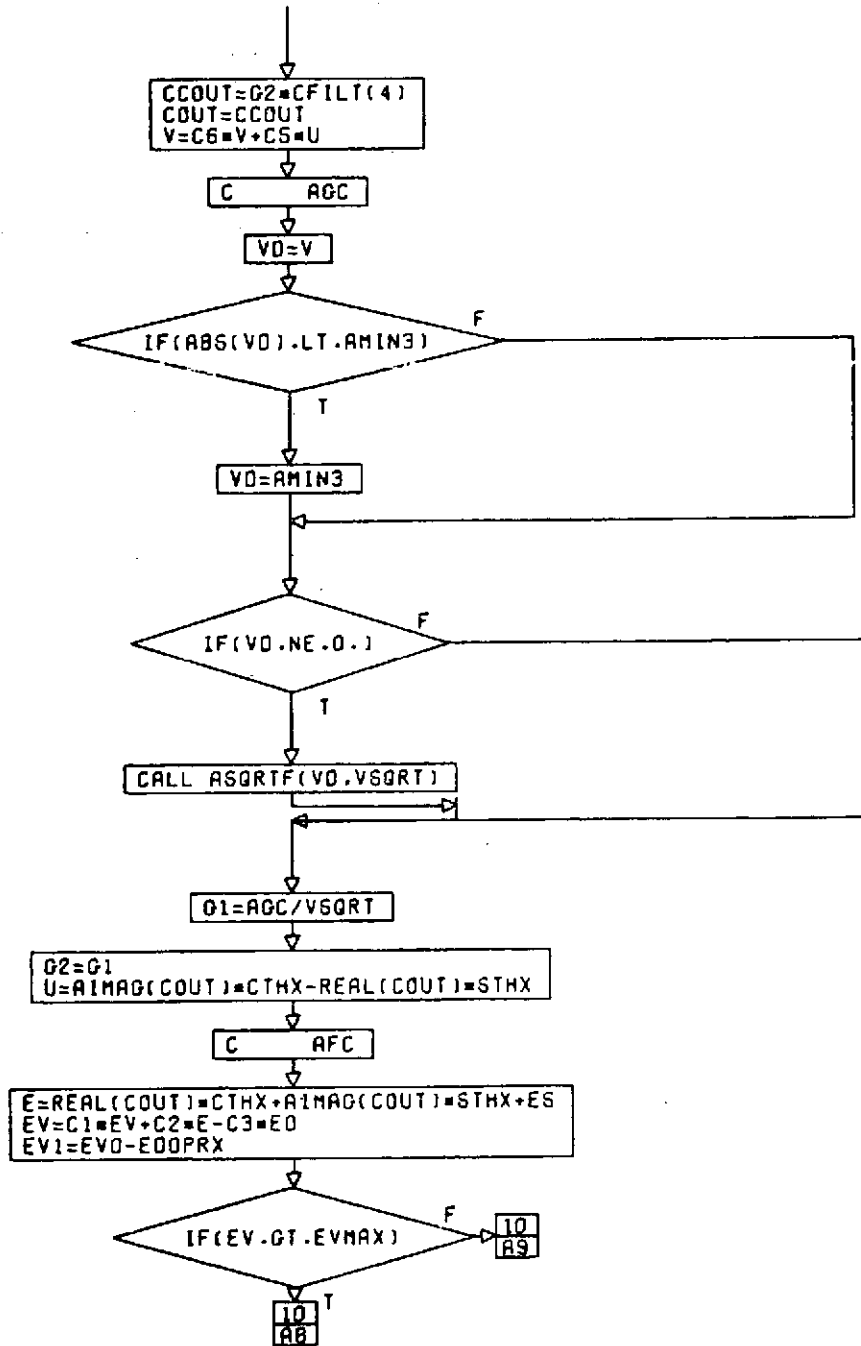 CCOUT=G2*CFILT(4)
COUT=CCOUT
V=C6*V+C5*U
C AGC
VO=V
F
IF(ABS(VO).LT.AMIN3)
T
VO=AMIN3
F
IF(VO.NE.0.)
T
CALL ASQRTF(VO,VSQRT)
G1=AGC/VSQRT
G2=G1
U=AIMAG(COUT)*CTHX-REAL(COUT)*STHX
C AFC
E=REAL(COUT)*CTHX+AIMAG(COUT)*STHX+ES
EV=C1*EV+C2*E-C3*EO
EV1=EVO-EDOPRX
F
IF(EV.GT.EVMAX)
10
A9
T
10
A8